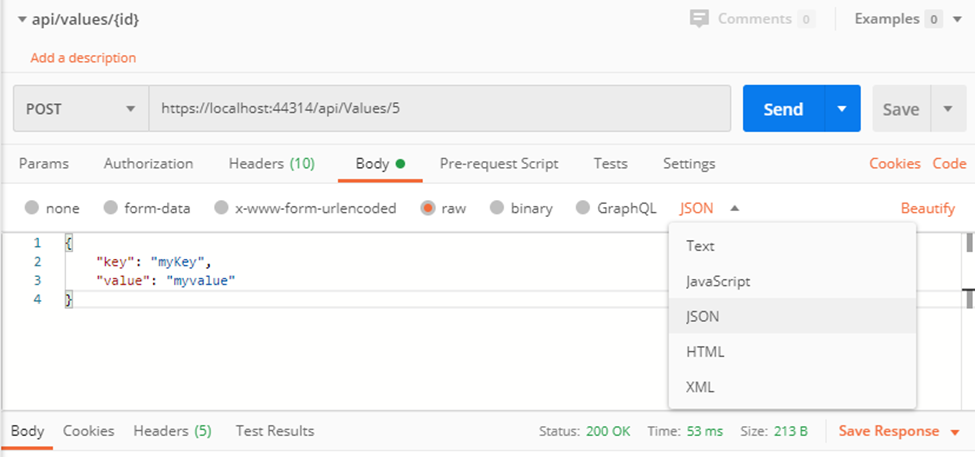 api/values/{id}
Comments 0 Examples 0
Add a description
POST https://localhost:44314/api/Values/5 Send Save
Params Authorization Headers (10) Body Pre-request Script Tests Settings Cookies Code
none form-data x-www-form-urlencoded raw binary GraphQL JSON Beautify
1 {
2 "key": "myKey",
3 "value": "myvalue"
4 }
Text
JavaScript
JSON
HTML
XML
Body Cookies Headers (5) Test Results Status: 200 OK Time: 53 ms Size: 213 B Save Response